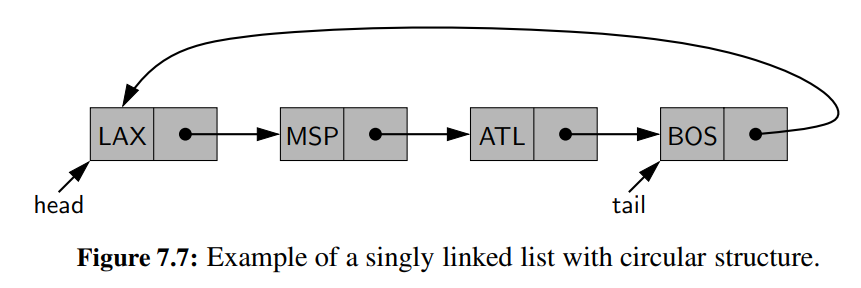 LAX MSP ATL BOS
head tail
Figure 7.7: Example of a singly linked list with circular structure.